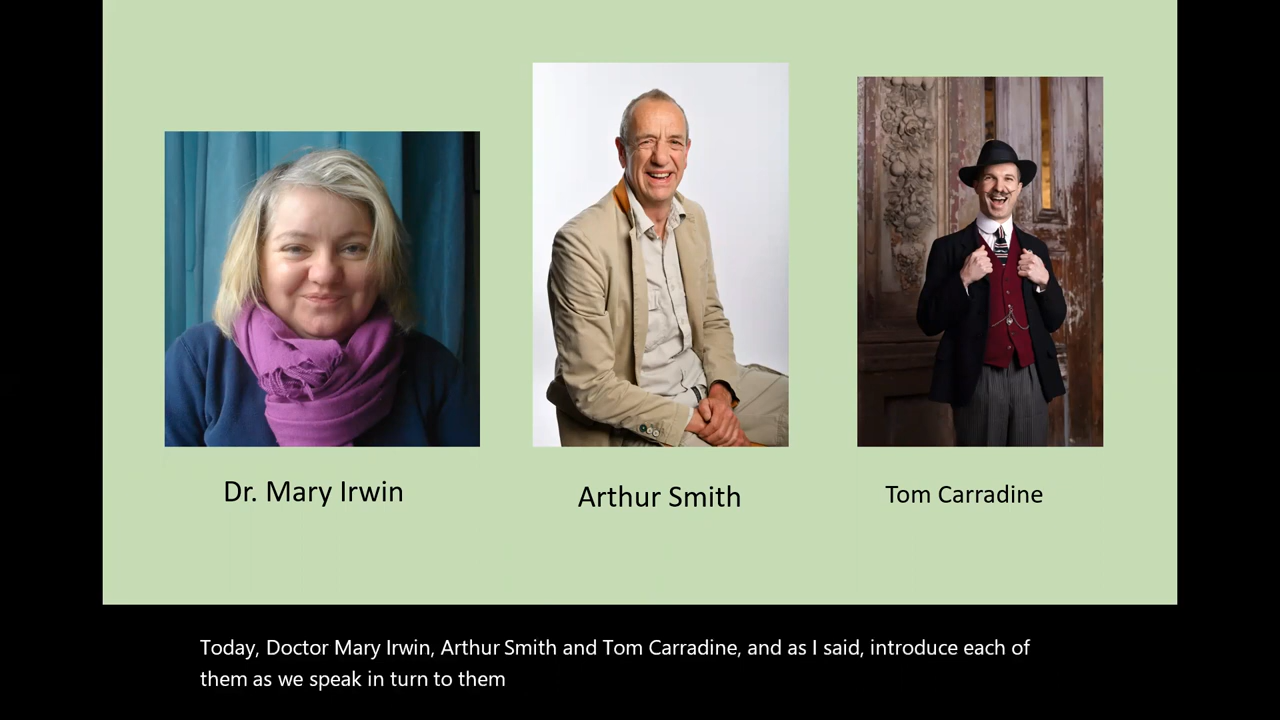 Dr. Mary Irwin
Arthur Smith
Tom Carradine
Today, Doctor Mary Irwin, Arthur Smith and Tom Carradine, and as I said, introduce each of
them as we speak in turn to them